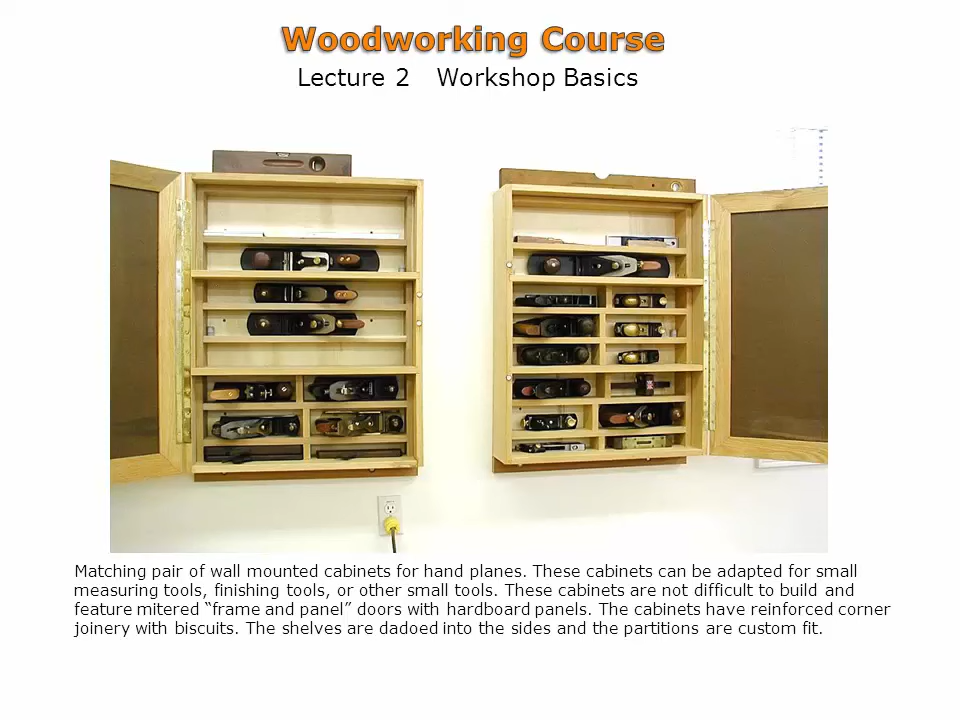 Woodworking Course
Lecture 2 Workshop Basics
Matching pair of wall mounted cabinets for hand planes. These cabinets can be adapted for small
measuring tools, finishing tools, or other small tools. These cabinets are not difficult to build and
feature mitered “frame and panel” doors with hardboard panels. The cabinets have reinforced corner
joinery with biscuits. The shelves are dadoed into the sides and the partitions are custom fit.